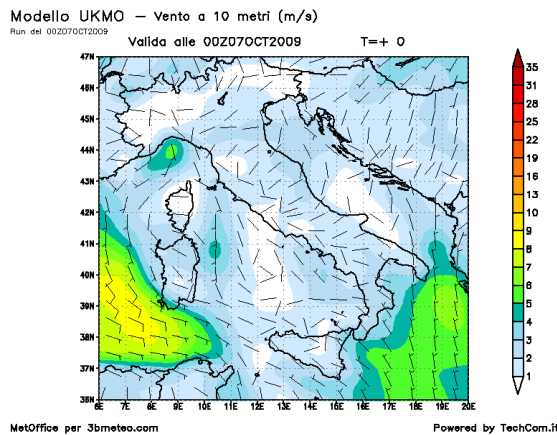 Modello UKMO – Vento a 10 metri (m/s)
Run del 00Z07OCT2009
Valida alle 00Z07OCT2009 T=+ 0
47N
46N
45N
44N
43N
42N
41N
40N
39N
38N
37N
36N
6E 7E 8E 9E 10E 11E 12E 13E 14E 15E 16E 17E 18E 19E 20E
35
31
28
25
22
19
16
13
10
9
8
7
6
5
4
3
2
1
MetOffice per 3bmeteo.com
Powered by TechCom.it